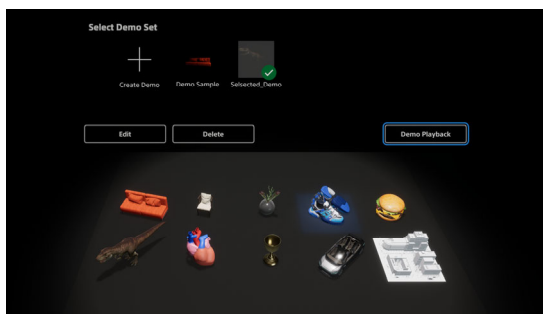 Select Demo Set
Create Demo
Demo Sample
Selsected_Demo
Edit
Delete
Demo Playback